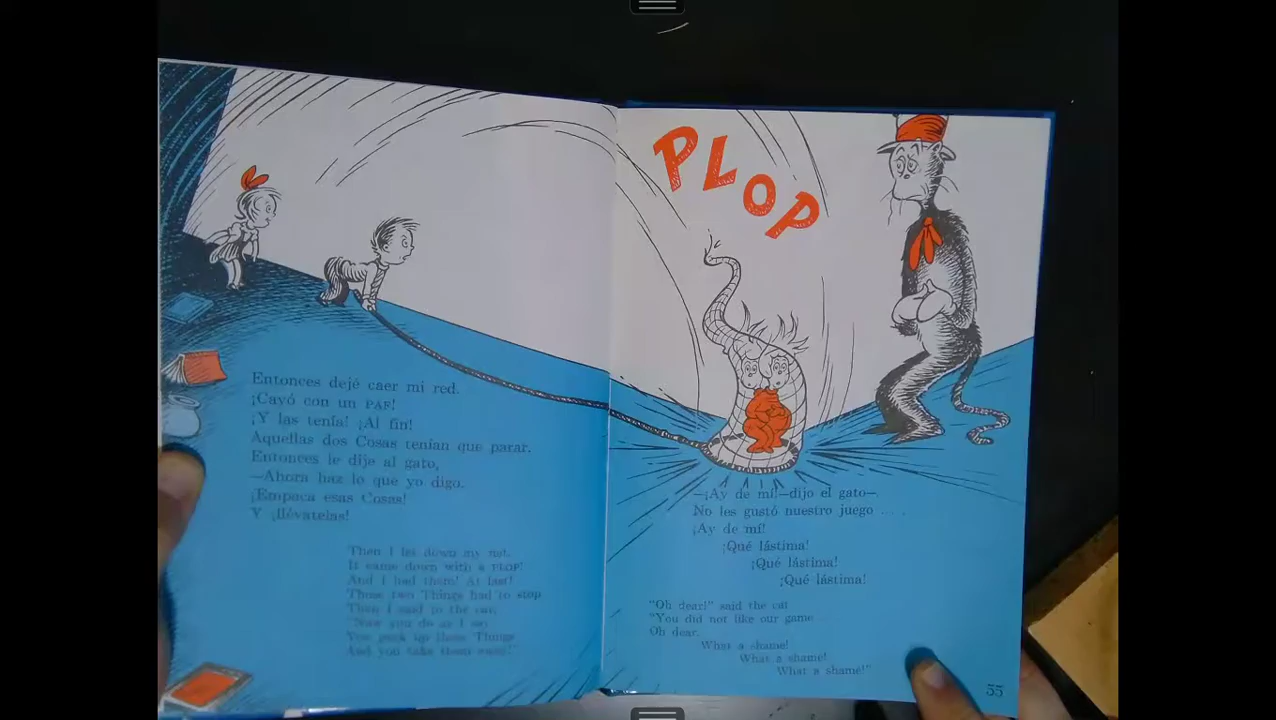 Entonces dejé caer mi red.
¡Cayó con un PAF!
¡Y las tenía! ¡Al fin!
Aquellas dos Cosas tenían que parar.
Entonces le dije al gato,
—Ahora haz lo que yo digo.
¡Empaca esas Cosas!
Y ¡llévatelas!
Then I let down my net.
It came down with a PLOP!
And I had them! At last!
Those two Things had to stop.
Then I said to the cat,
"Now you do as I say.
You pack up those Things
And you take them away!"
PLOP
—¡Ay de mí!—dijo el gato—
No les gustó nuestro juego . . .
¡Ay de mí!
¡Qué lástima!
¡Qué lástima!
¡Qué lástima!
"Oh dear!" said the cat
"You did not like our game . .
Oh dear.
What a shame!
What a shame!
What a shame!"
55